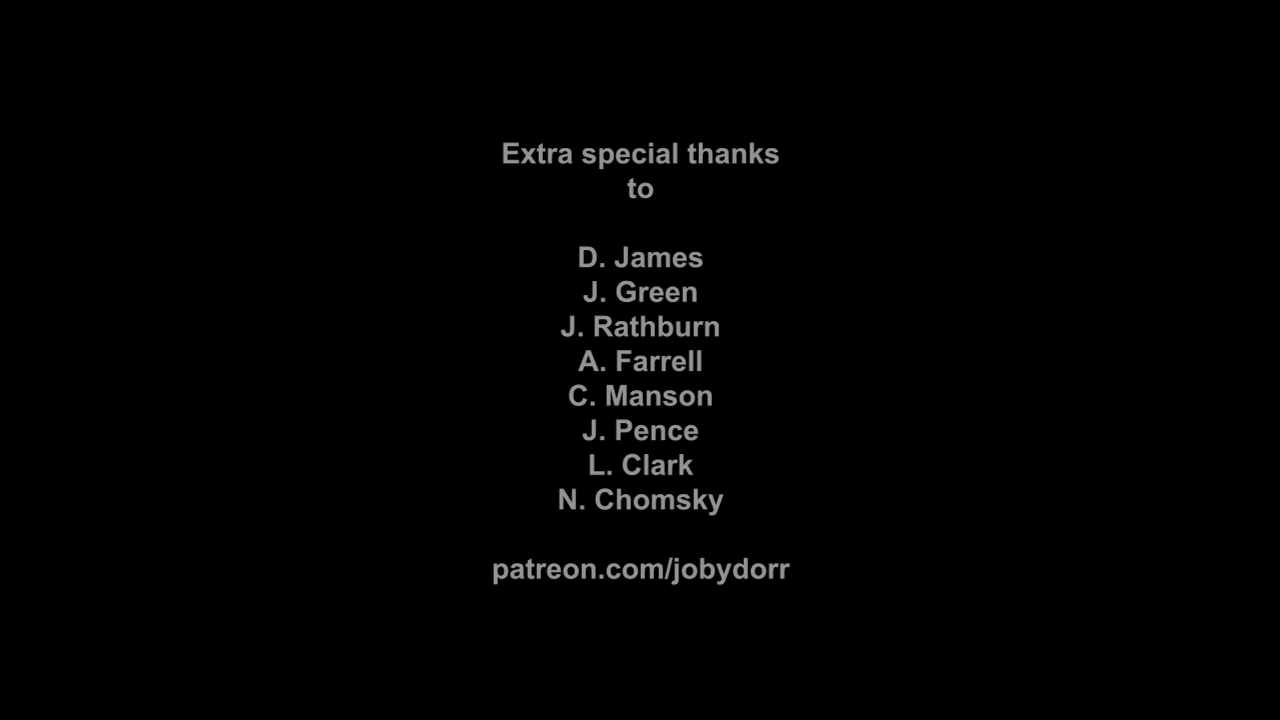 Extra special thanks
to
D. James
J. Green
J. Rathburn
A. Farrell
C. Manson
J. Pence
L. Clark
N. Chomsky
patreon.com/jobydorr